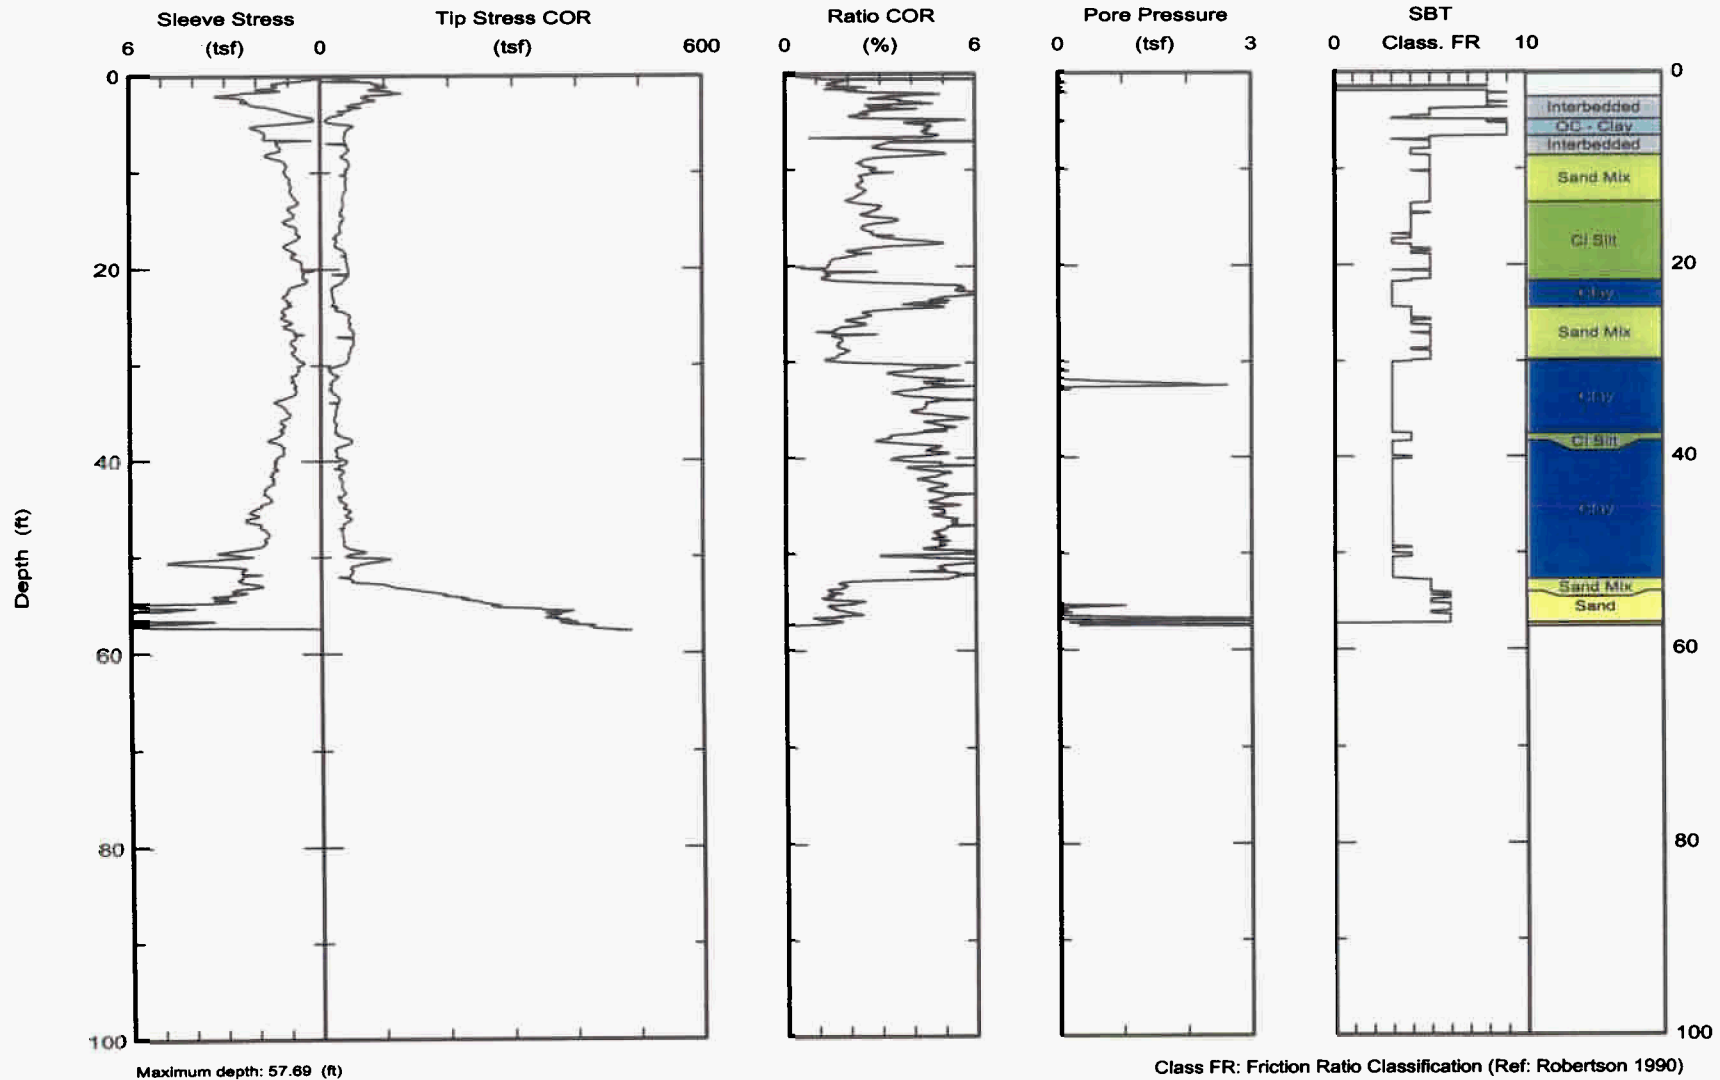 Sleeve Stress Tip Stress COR Ratio COR Pore Pressure SBT
6 (tsf) 0 (tsf) 600 0 (%) 6 0 (tsf) 3 0 Class. FR 10
0 0
Interbedded
OC - Clay
Interbedded
Sand Mix
Cl Silt
20 20
Clay
Sand Mix
Clay
Cl Silt
40 40
Clay
Depth (ft)
Sand Mix
Sand
60 60
80 80
100 100
Maximum depth: 57.69 (ft)
Class FR: Friction Ratio Classification (Ref: Robertson 1990)